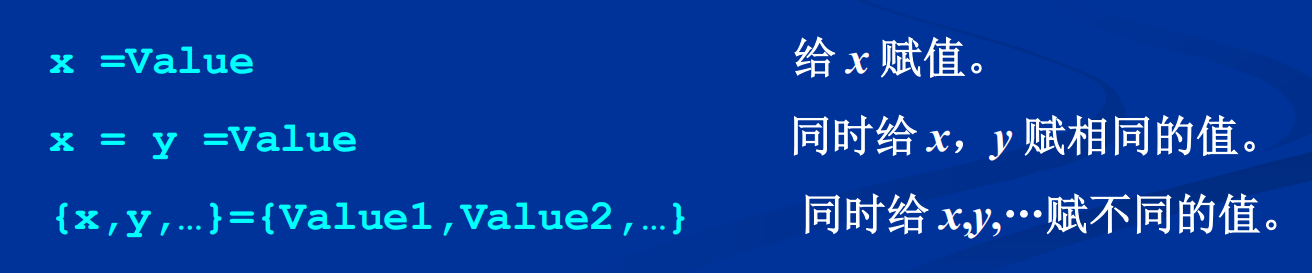 x =Value 给 x 赋值。
x = y =Value 同时给 x，y 赋相同的值。
{x,y,…}={Value1,Value2,…} 同时给 x,y,…赋不同的值。